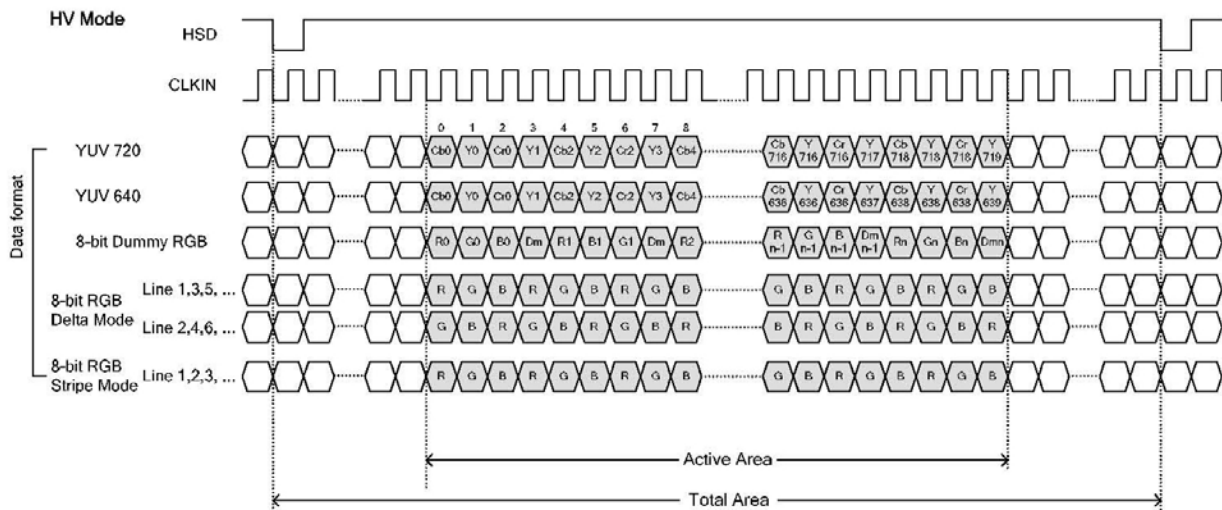 HV Mode
HSD
CLKIN
0 1 2 3 4 5 6 7 8
Data format
YUV 720
Cb0 Y0 Cr0 Y1 Cb2 Y2 Cr2 Y3 Cb4 Cb 716 Y 716 Cr 716 Y 717 Cb 718 Y 718 Cr 718 Y 719
YUV 640
Cb0 Y0 Cr0 Y1 Cb2 Y2 Cr2 Y3 Cb4 Cb 636 Y 636 Cr 636 Y 637 Cb 638 Y 638 Cr 638 Y 639
8-bit Dummy RGB
R0 G0 B0 Dm R1 B1 G1 Dm R2 R n-1 G n-1 B n-1 Dm n-1 Rn Gn Bn Dmn
8-bit RGB Delta Mode
Line 1,3,5, ...
R G B R G B R G B G B R G B R G B
Line 2,4,6, ...
G B R G B R G B R B R G B R G B R
8-bit RGB Stripe Mode
Line 1,2,3, ...
R G B R G B R G B G B R G B R G B
Active Area
Total Area